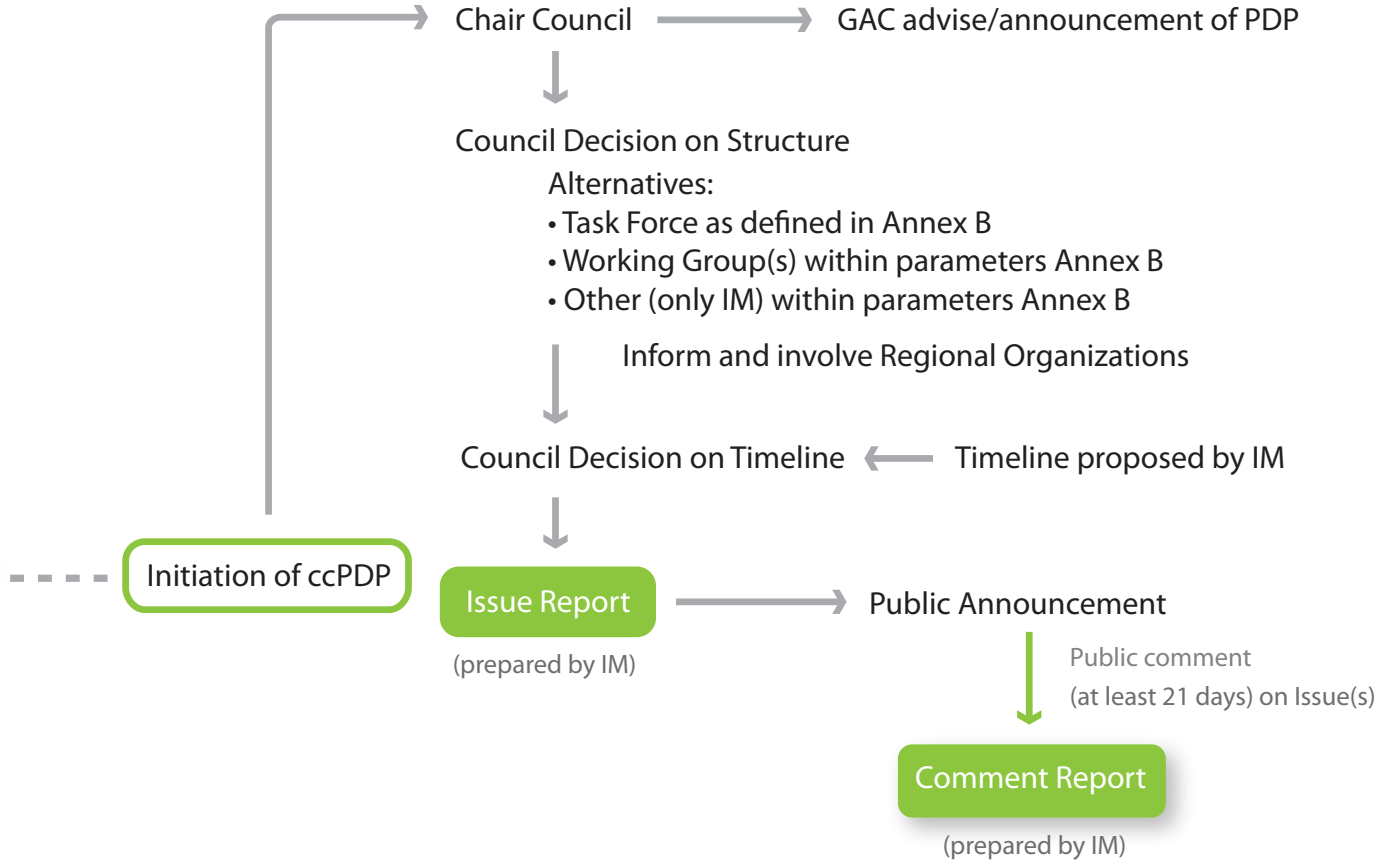 Chair Council
GAC advise/announcement of PDP
Council Decision on Structure
Alternatives:
• Task Force as defined in Annex B
• Working Group(s) within parameters Annex B
• Other (only IM) within parameters Annex B
Inform and involve Regional Organizations
Council Decision on Timeline
Timeline proposed by IM
Initiation of ccPDP
Issue Report
(prepared by IM)
Public Announcement
Public comment
(at least 21 days) on Issue(s)
Comment Report
(prepared by IM)